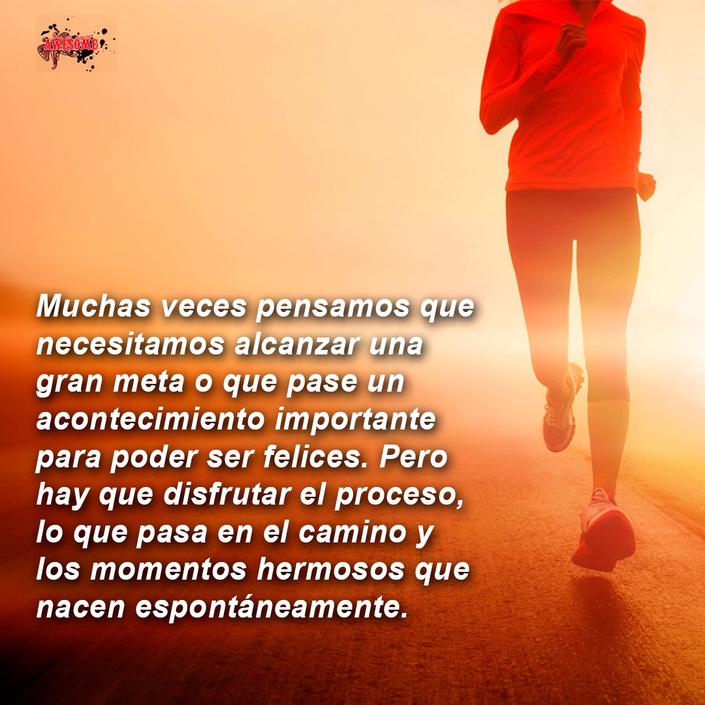 AWESOME
Muchas veces pensamos que
necesitamos alcanzar una
gran meta o que pase un
acontecimiento importante
para poder ser felices. Pero
hay que disfrutar el proceso,
lo que pasa en el camino y
los momentos hermosos que
nacen espontáneamente.